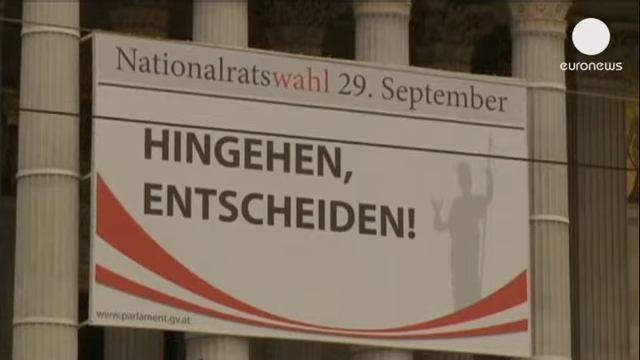 euronews
Nationalratswahl 29. September
HINGEHEN,
ENTSCHEIDEN!
www.parlament.gv.at